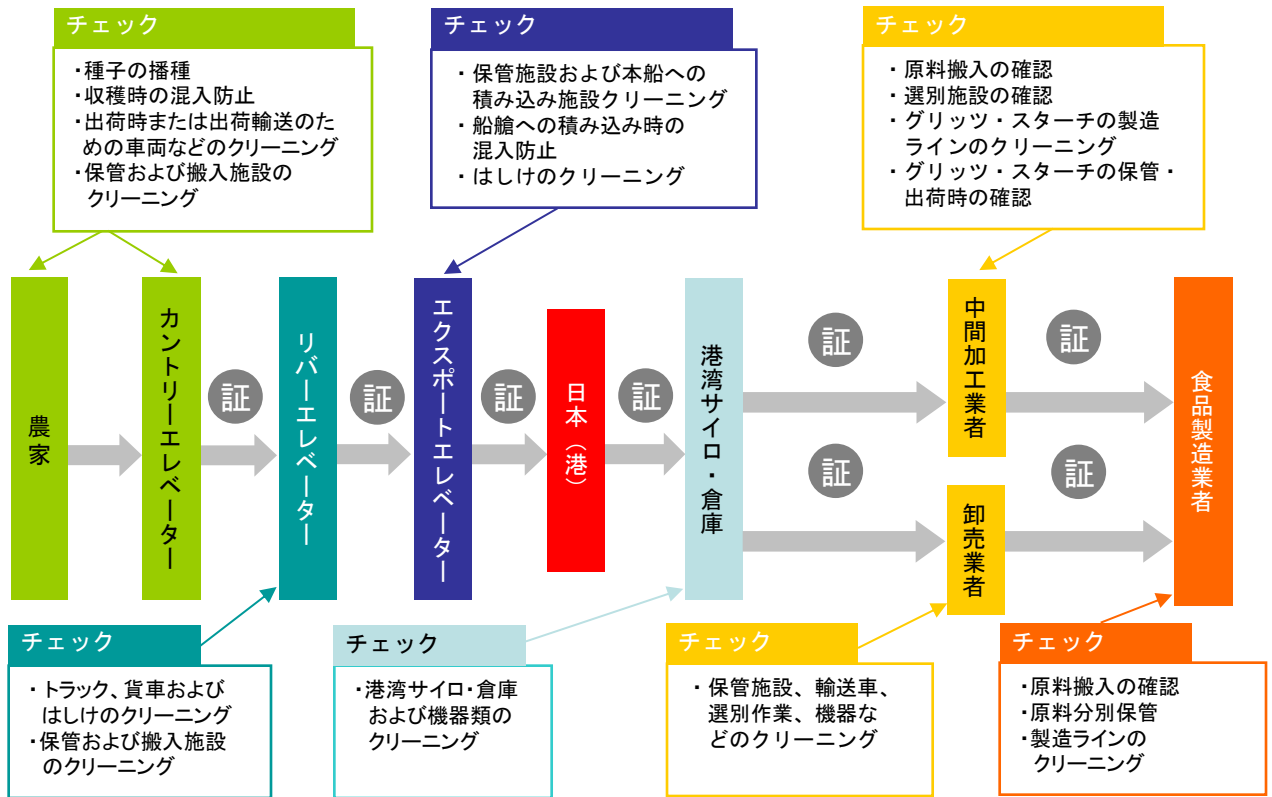 チェック
・種子の播種
・収穫時の混入防止
・出荷時または出荷輸送のた
めの車両などのクリーニング
・保管および搬入施設の
クリーニング
チェック
・保管施設および本船への
積み込み施設クリーニング
・船艙への積み込み時の
混入防止
・はしけのクリーニング
チェック
・原料搬入の確認
・選別施設の確認
・グリッツ・スターチの製造
ラインのクリーニング
・グリッツ・スターチの保管・
出荷時の確認
農家
カントリーエレベーター
証
リバーエレベーター
証
エクスポートエレベーター
証
日本（港）
証
港湾サイロ・倉庫
証
中間加工業者
証
証
卸売業者
証
食品製造業者
チェック
・トラック、貨車および
はしけのクリーニング
・保管および搬入施設
のクリーニング
チェック
・港湾サイロ・倉庫
および機器類の
クリーニング
チェック
・保管施設、輸送車、
選別作業、機器な
どのクリーニング
チェック
・原料搬入の確認
・原料分別保管
・製造ラインの
クリーニング